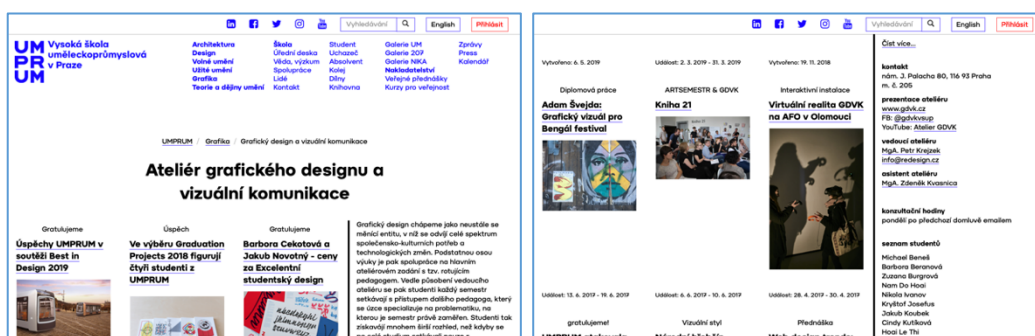 Vyhledávání
English
Přihlásit
UM
PR
UM
Vysoká škola
uměleckoprůmyslová
v Praze
Architektura
Design
Volné umění
Užité umění
Grafika
Teorie a dějiny umění
Škola
Úřední deska
Věda, výzkum
Spolupráce
Lidé
Kontakt
Student
Uchazeč
Absolvent
Kolej
Dílny
Knihovna
Galerie UM
Galerie 207
Galerie NIKA
Nakladatelství
Veřejné přednášky
Kurzy pro veřejnost
Zprávy
Press
Kalendář
UMPRUM / Grafika / Grafický design a vizuální komunikace
Ateliér grafického designu a
vizuální komunikace
Gratulujeme
Úspěchy UMPRUM v
soutěži Best in
Design 2019
Úspěch
Ve výběru Graduation
Projects 2018 figurují
čtyři studenti z
UMPRUM
Gratulujeme
Barbora Cekotová a
Jakub Novotný - ceny
za Excelentní
studentský design
Grafický design chápeme jako neustále se
měnící entitu, v níž se odvíjí celé spektrum
společensko-kulturních potřeb a
technologických změn. Podstatnou osou
výuky je pak spolupráce na hlavním
ateliérovém zadání s tzv. rotujícím
pedagogem. Vedle působení vedoucího
ateliéru se pak studenti každý semestr
setkávají s přístupem dalšího pedagoga, který
se úzce specializuje na problematiku, na
kterou je semestr právě zaměřen. Studenti tak
získávají mnohem širší rozhled, než kdyby se
Vyhledávání
English
Přihlásit
Vytvořeno: 6. 5. 2019
Událost: 2. 3. 2019 - 31. 3. 2019
Vytvořeno: 19. 11. 2018
Diplomová práce
Adam Švejda:
Grafický vizuál pro
Bengál festival
ARTSEMESTR & GDVK
Kniha 21
Interaktivní instalace
Virtuální realita GDVK
na AFO v Olomouci
Událost: 13. 6. 2017 - 19. 6. 2017
Událost: 6. 6. 2017 - 10. 6. 2017
Událost: 28. 4. 2017 - 30. 4. 2017
gratulujeme!
Vizuální styl
Přednáška
Číst více...
kontakt
nám. J. Palacha 80, 116 93 Praha
m. č. 205
prezentace ateliéru
www.gdvk.cz
FB: @gdvkvsup
YouTube: Atelier GDVK
vedoucí ateliéru
MgA. Petr Krejzek
info@redesign.cz
asistent ateliéru
MgA. Zdeněk Kvasnica
konzultační hodiny
pondělí po předchozí domluvě emailem
seznam studentů
Michael Beneš
Barbora Beranová
Zuzana Burgrová
Nam Do Hoai
Nikola Ivanov
Kryštof Josefus
Jakub Koubek
Cindy Kutíková
Hoai Le Thi